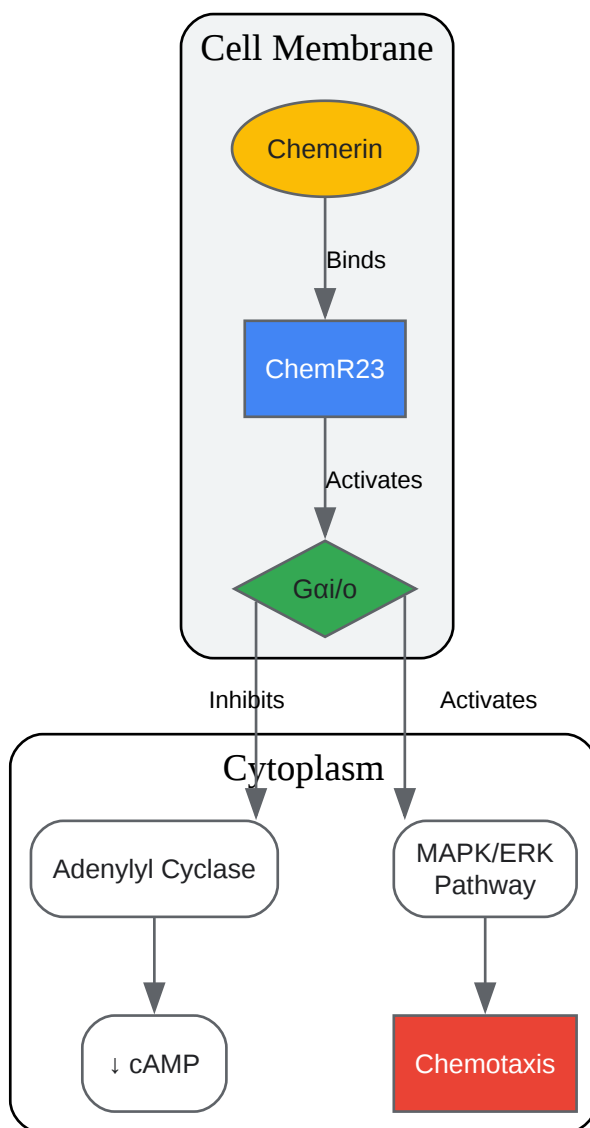 Cell Membrane
Chemerin
Binds
ChemR23
Activates
Gαi/o
Inhibits
Activates
Cytoplasm
Adenylyl Cyclase
MAPK/ERK
Pathway
↓ cAMP
Chemotaxis